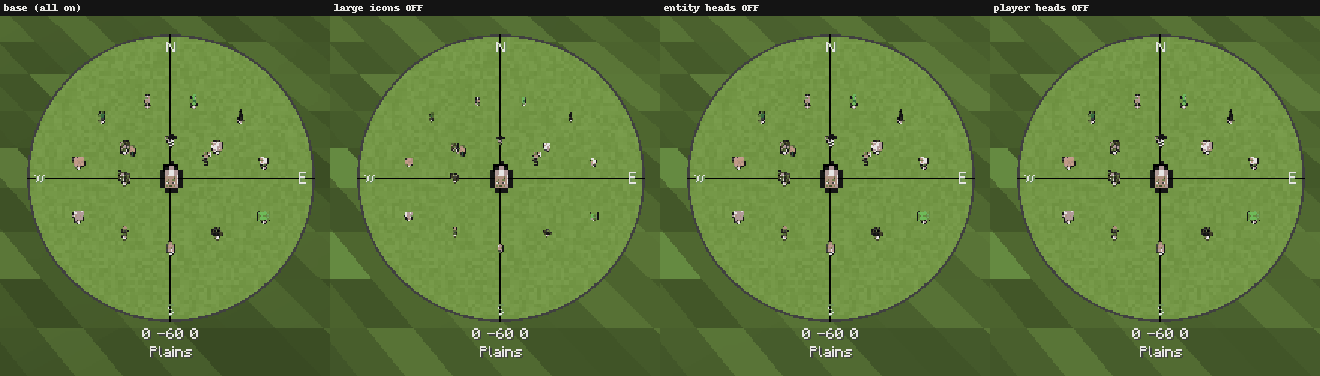 base (all on)
large icons OFF
entity heads OFF
player heads OFF
N
N
N
N
E
E
E
E
0 -60 0
0 -60 0
0 -60 0
0 -60 0
Plains
Plains
Plains
Plains